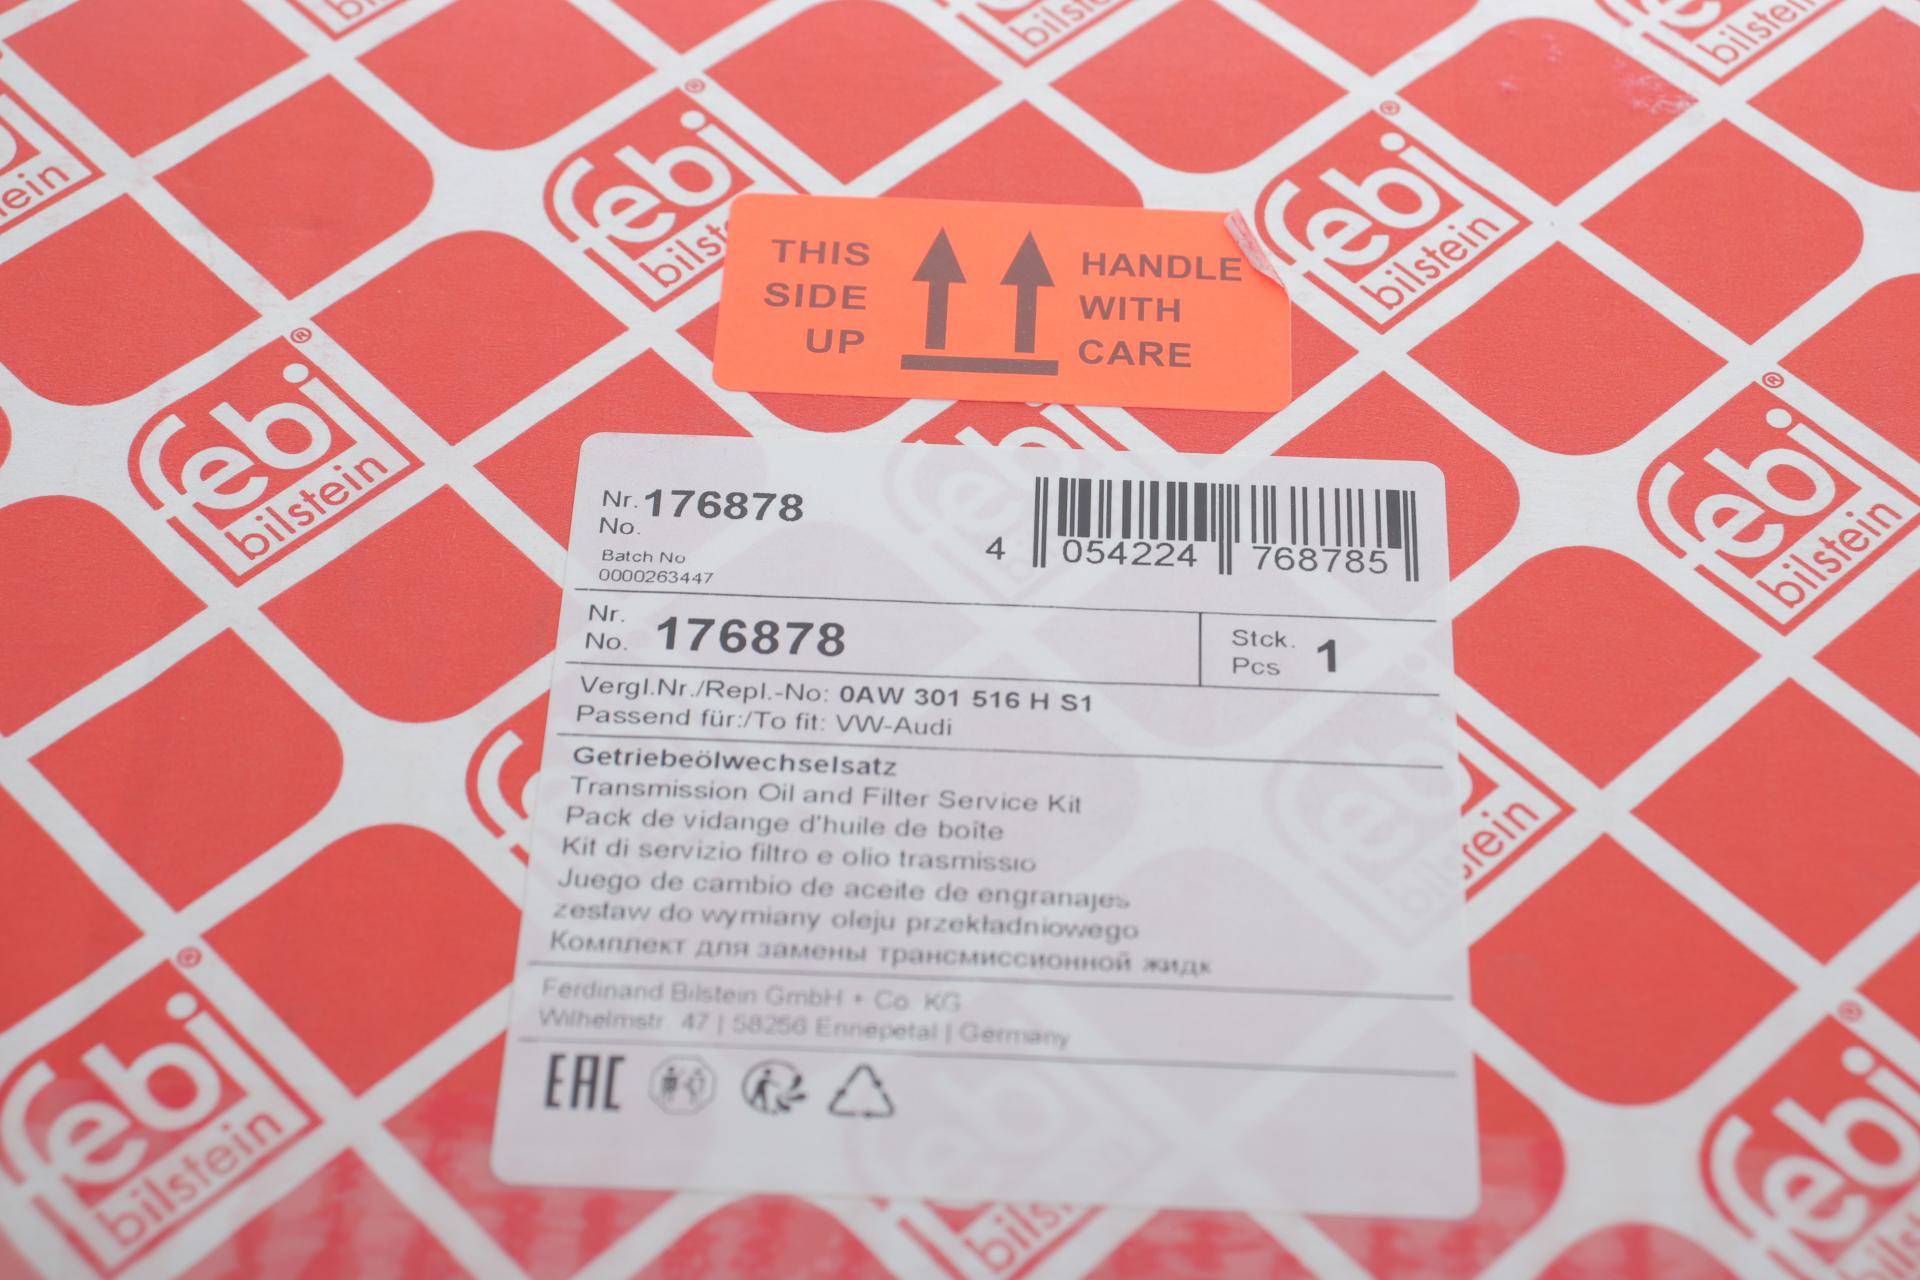 febi
bilstein
THIS SIDE UP
HANDLE WITH CARE
Nr. 176878
No.
Batch No
0000263447
4 054224 768785
Nr.
No. 176878
Stck.
Pcs 1
Vergl.Nr./Repl.-No: 0AW 301 516 H S1
Passend für:/To fit: VW-Audi
Getriebeölwechselsatz
Transmission Oil and Filter Service Kit
Pack de vidange d'huile de boîte
Kit di servizio filtro e olio trasmissio
Juego de cambio de aceite de engranajes
zestaw do wymiany oleju przekładniowego
Комплект для замены трансмиссионной жидк
Ferdinand Bilstein GmbH + Co. KG
Wilhelmstr. 47 | 58256 Ennepetal | Germany
EAC